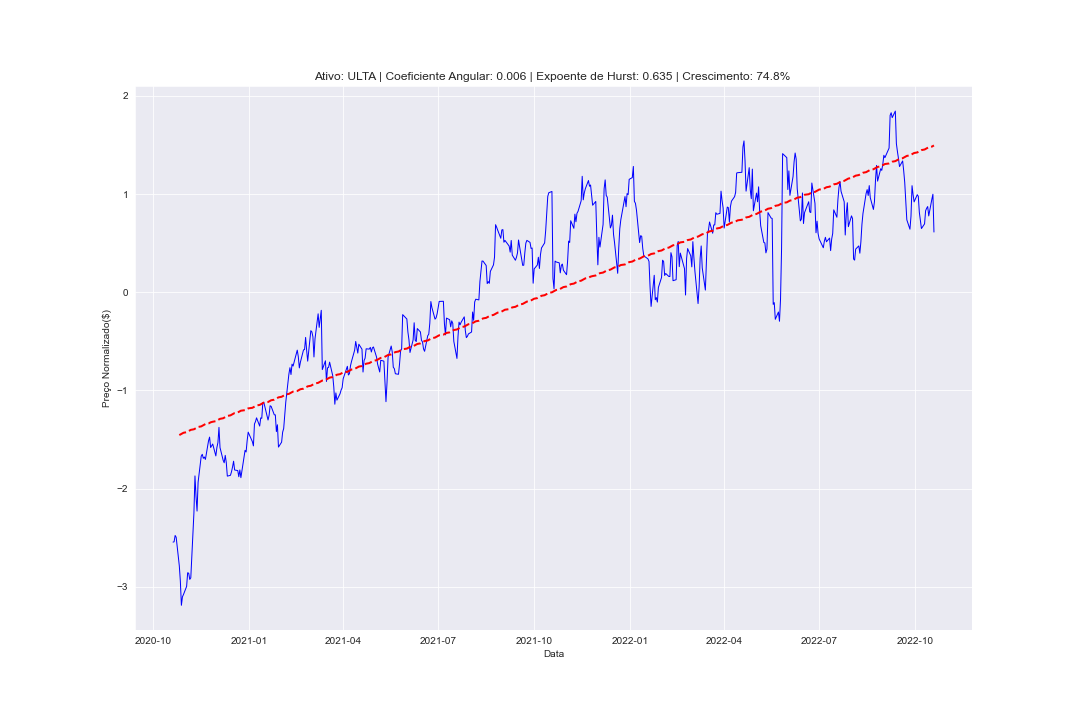 Ativo: ULTA | Coeficiente Angular: 0.006 | Expoente de Hurst: 0.635 | Crescimento: 74.8%
2
1
0
−1
−2
−3
Preço Normalizado($)
2020-10 2021-01 2021-04 2021-07 2021-10 2022-01 2022-04 2022-07 2022-10
Data